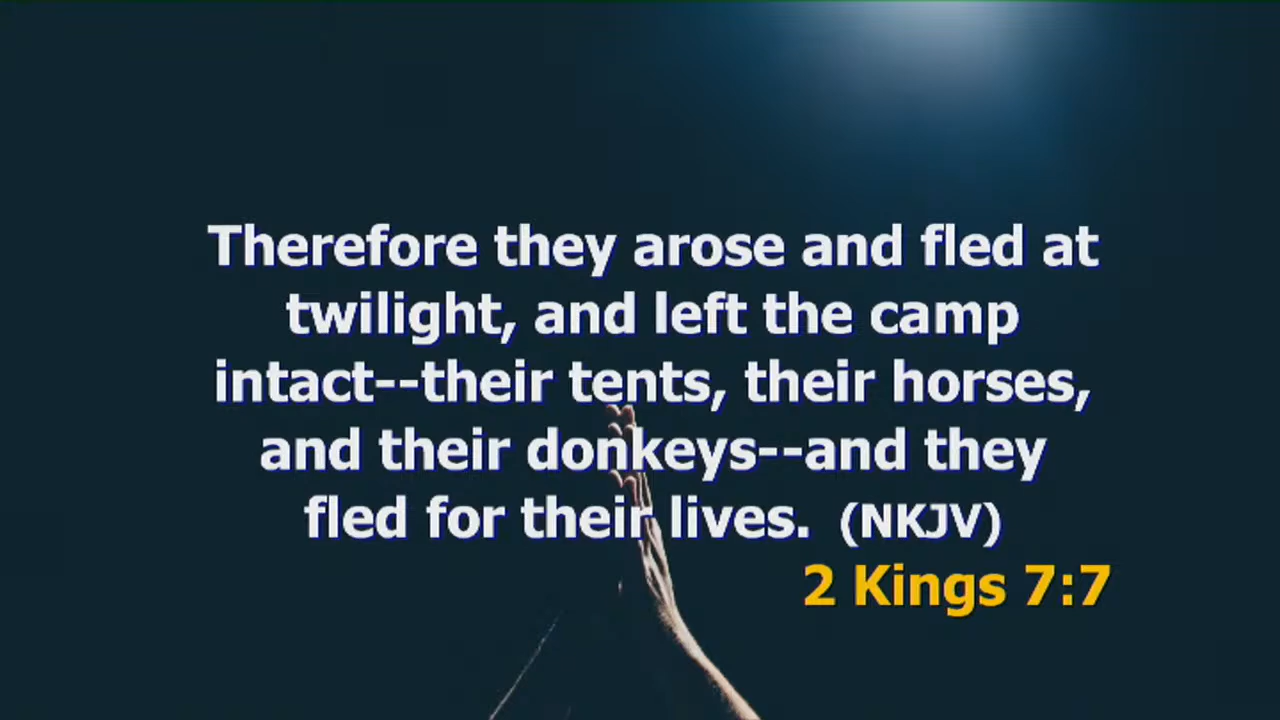 Therefore they arose and fled at
twilight, and left the camp
intact--their tents, their horses,
and their donkeys--and they
fled for their lives. (NKJV)
2 Kings 7:7